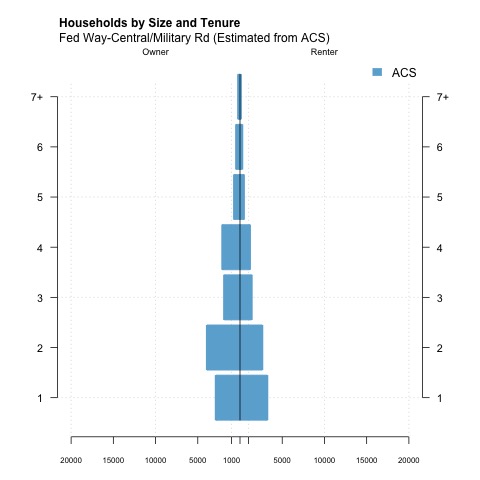 Households by Size and Tenure
Fed Way-Central/Military Rd (Estimated from ACS)
Owner Renter
ACS
7+ 7+
6 6
5 5
4 4
3 3
2 2
1 1
20000 15000 10000 5000 1000 5000 10000 15000 20000